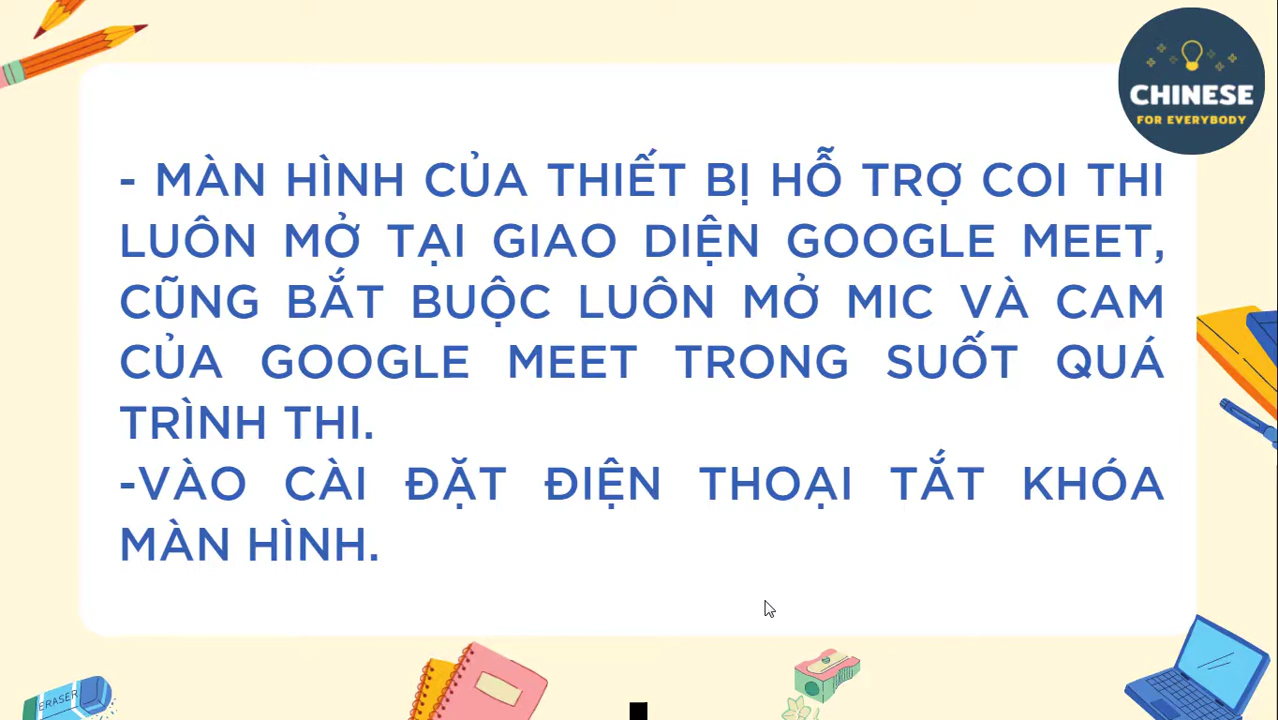 CHINESE
FOR EVERYBODY
- MÀN HÌNH CỦA THIẾT BỊ HỖ TRỢ COI THI
LUÔN MỞ TẠI GIAO DIỆN GOOGLE MEET,
CŨNG BẮT BUỘC LUÔN MỞ MIC VÀ CAM
CỦA GOOGLE MEET TRONG SUỐT QUÁ
TRÌNH THI.
-VÀO CÀI ĐẶT ĐIỆN THOẠI TẮT KHÓA
MÀN HÌNH.
ERASER